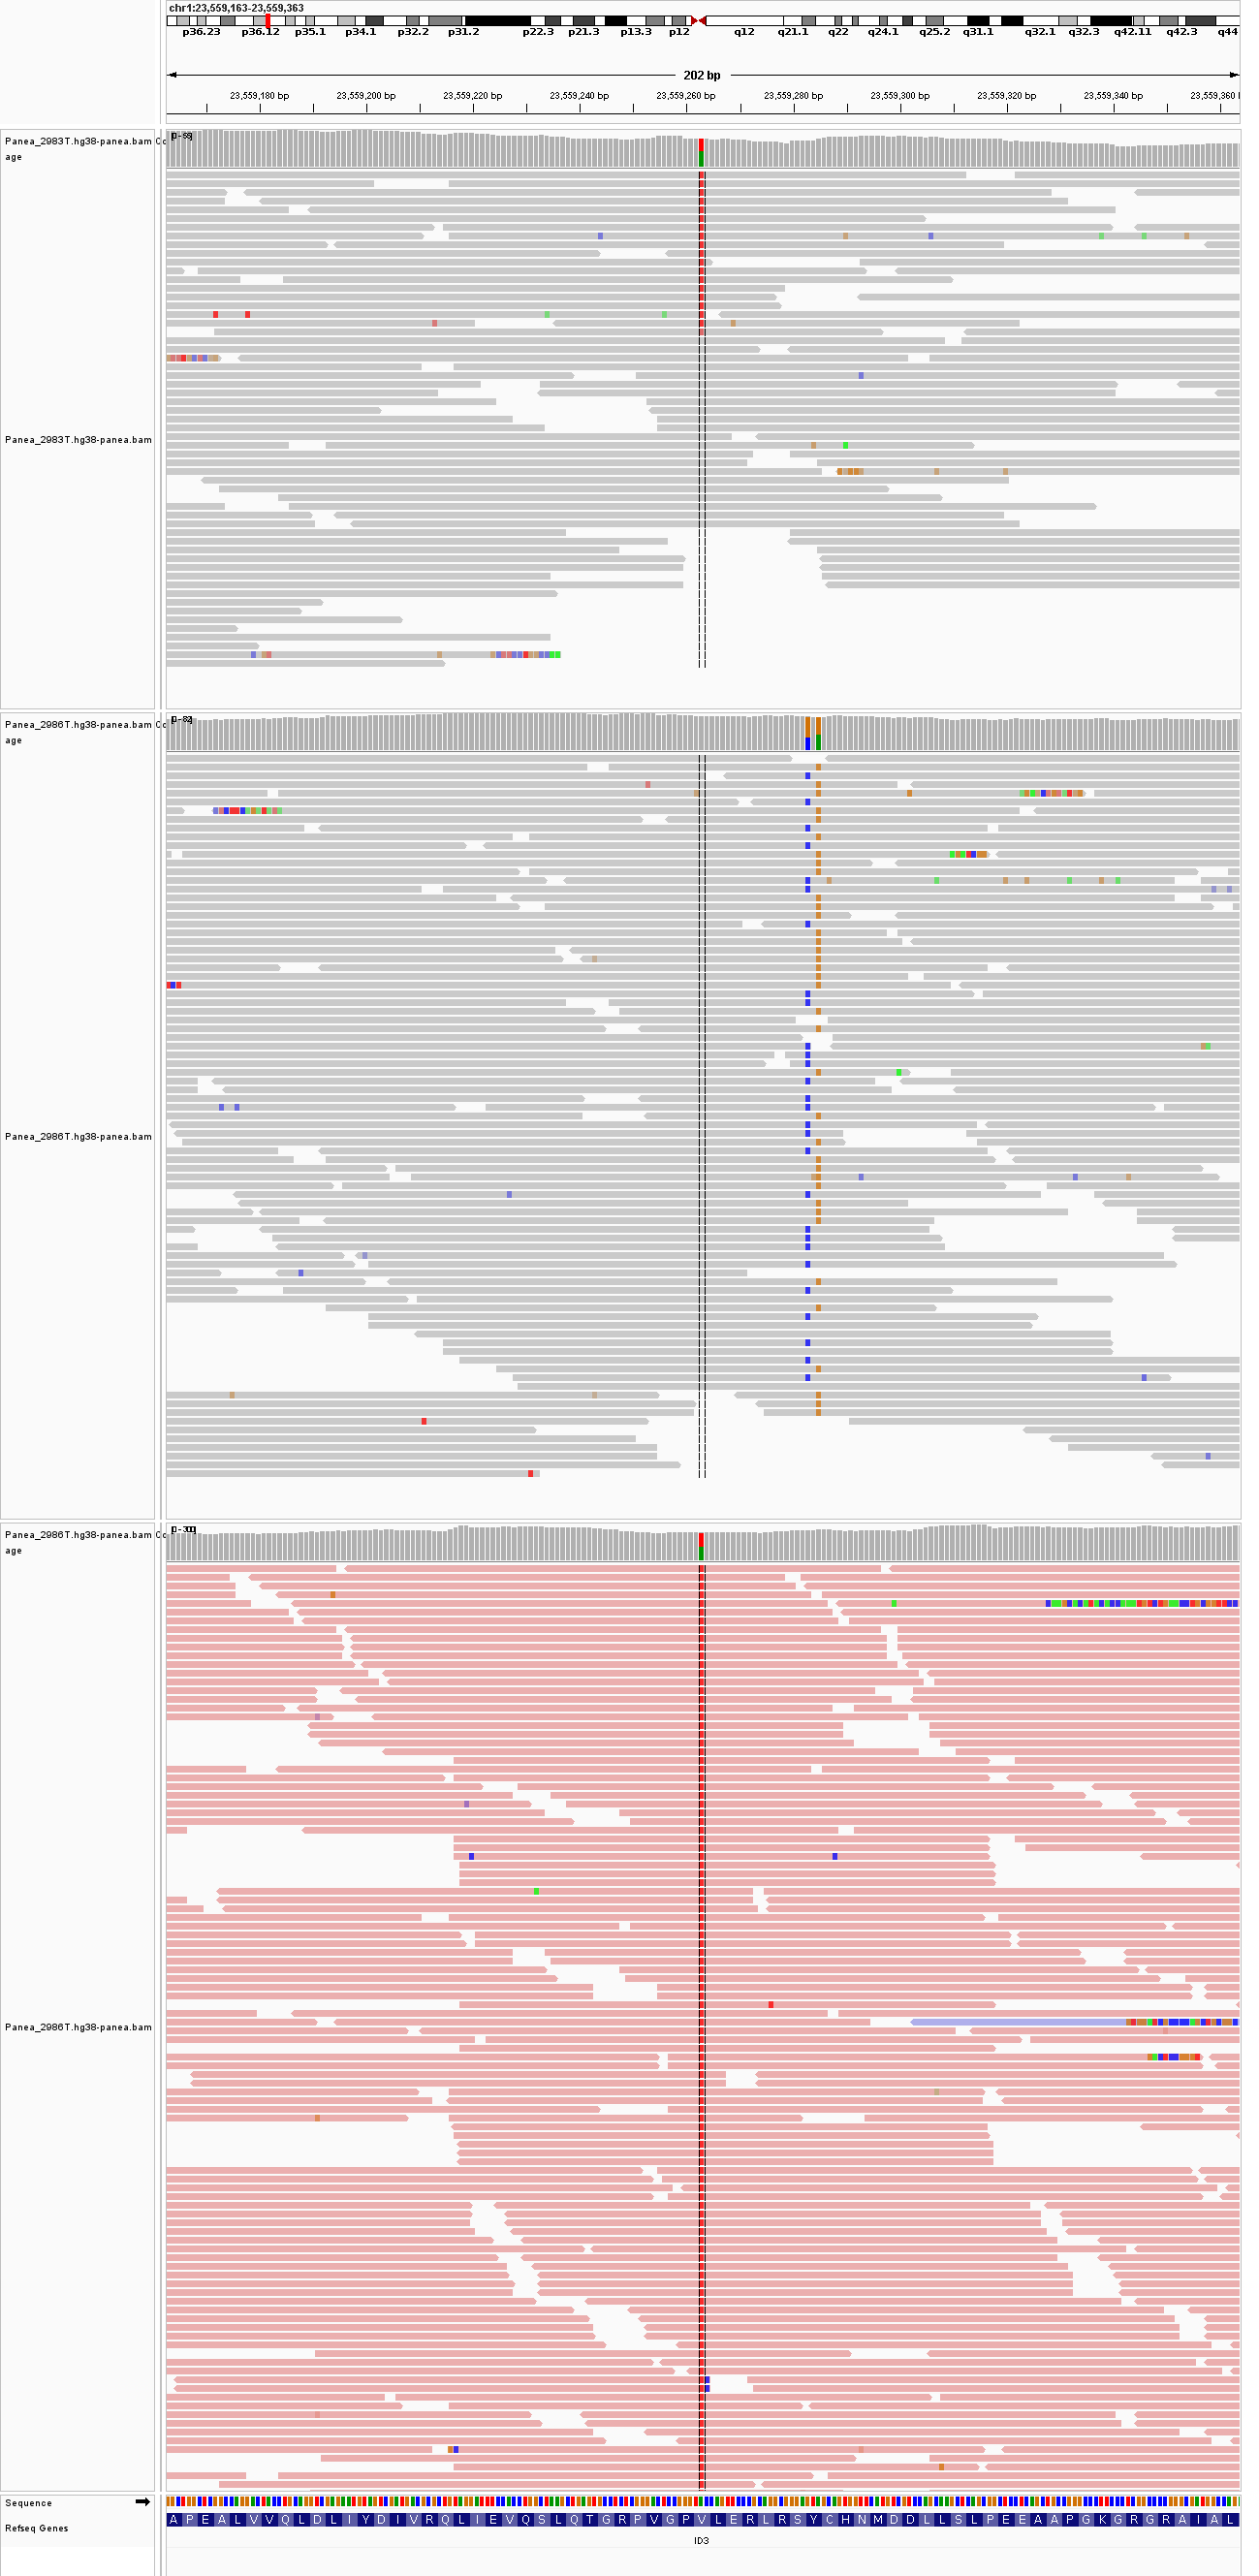 chr1:23,559,163-23,559,363
p36.23 p36.12 p35.1 p34.1 p32.2 p31.2 p22.3 p21.3 p13.3 p12 q12 q21.1 q22 q24.1 q25.2 q31.1 q32.1 q32.3 q42.11 q42.3 q44
202 bp
23,559,180 bp 23,559,200 bp 23,559,220 bp 23,559,240 bp 23,559,260 bp 23,559,280 bp 23,559,300 bp 23,559,320 bp 23,559,340 bp 23,559,360
Panea_2983T.hg38-panea.bam Co
age
Panea_2983T.hg38-panea.bam
Panea_2986T.hg38-panea.bam Co
age
Panea_2986T.hg38-panea.bam
Panea_2986T.hg38-panea.bam Co
age
Panea_2986T.hg38-panea.bam
Sequence
A P E A L V V Q L D L I Y D I V R Q L I E V Q S L Q T G R P V G P V L E R L R S Y C H N M D D L L S L P E E A A P G K G R G R A I A L
Refseq Genes
ID3